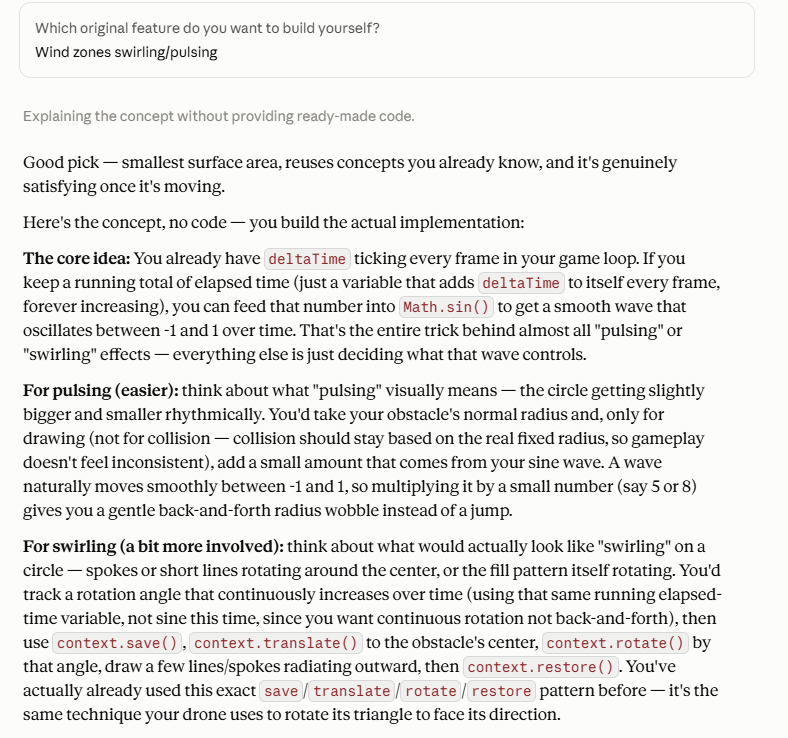 Which original feature do you want to build yourself?
Wind zones swirling/pulsing
Explaining the concept without providing ready-made code.
Good pick — smallest surface area, reuses concepts you already know, and it's genuinely
satisfying once it's moving.
Here's the concept, no code — you build the actual implementation:
The core idea: You already have deltaTime ticking every frame in your game loop. If you
keep a running total of elapsed time (just a variable that adds deltaTime to itself every frame,
forever increasing), you can feed that number into Math.sin() to get a smooth wave that
oscillates between -1 and 1 over time. That's the entire trick behind almost all "pulsing" or
"swirling" effects — everything else is just deciding what that wave controls.
For pulsing (easier): think about what "pulsing" visually means — the circle getting slightly
bigger and smaller rhythmically. You'd take your obstacle's normal radius and, only for
drawing (not for collision — collision should stay based on the real fixed radius, so gameplay
doesn't feel inconsistent), add a small amount that comes from your sine wave. A wave
naturally moves smoothly between -1 and 1, so multiplying it by a small number (say 5 or 8)
gives you a gentle back-and-forth radius wobble instead of a jump.
For swirling (a bit more involved): think about what would actually look like "swirling" on a
circle — spokes or short lines rotating around the center, or the fill pattern itself rotating. You'd
track a rotation angle that continuously increases over time (using that same running elapsed-
time variable, not sine this time, since you want continuous rotation not back-and-forth), then
use context.save(), context.translate() to the obstacle's center, context.rotate() by
that angle, draw a few lines/spokes radiating outward, then context.restore(). You've
actually already used this exact save/translate/rotate/restore pattern before — it's the
same technique your drone uses to rotate its triangle to face its direction.